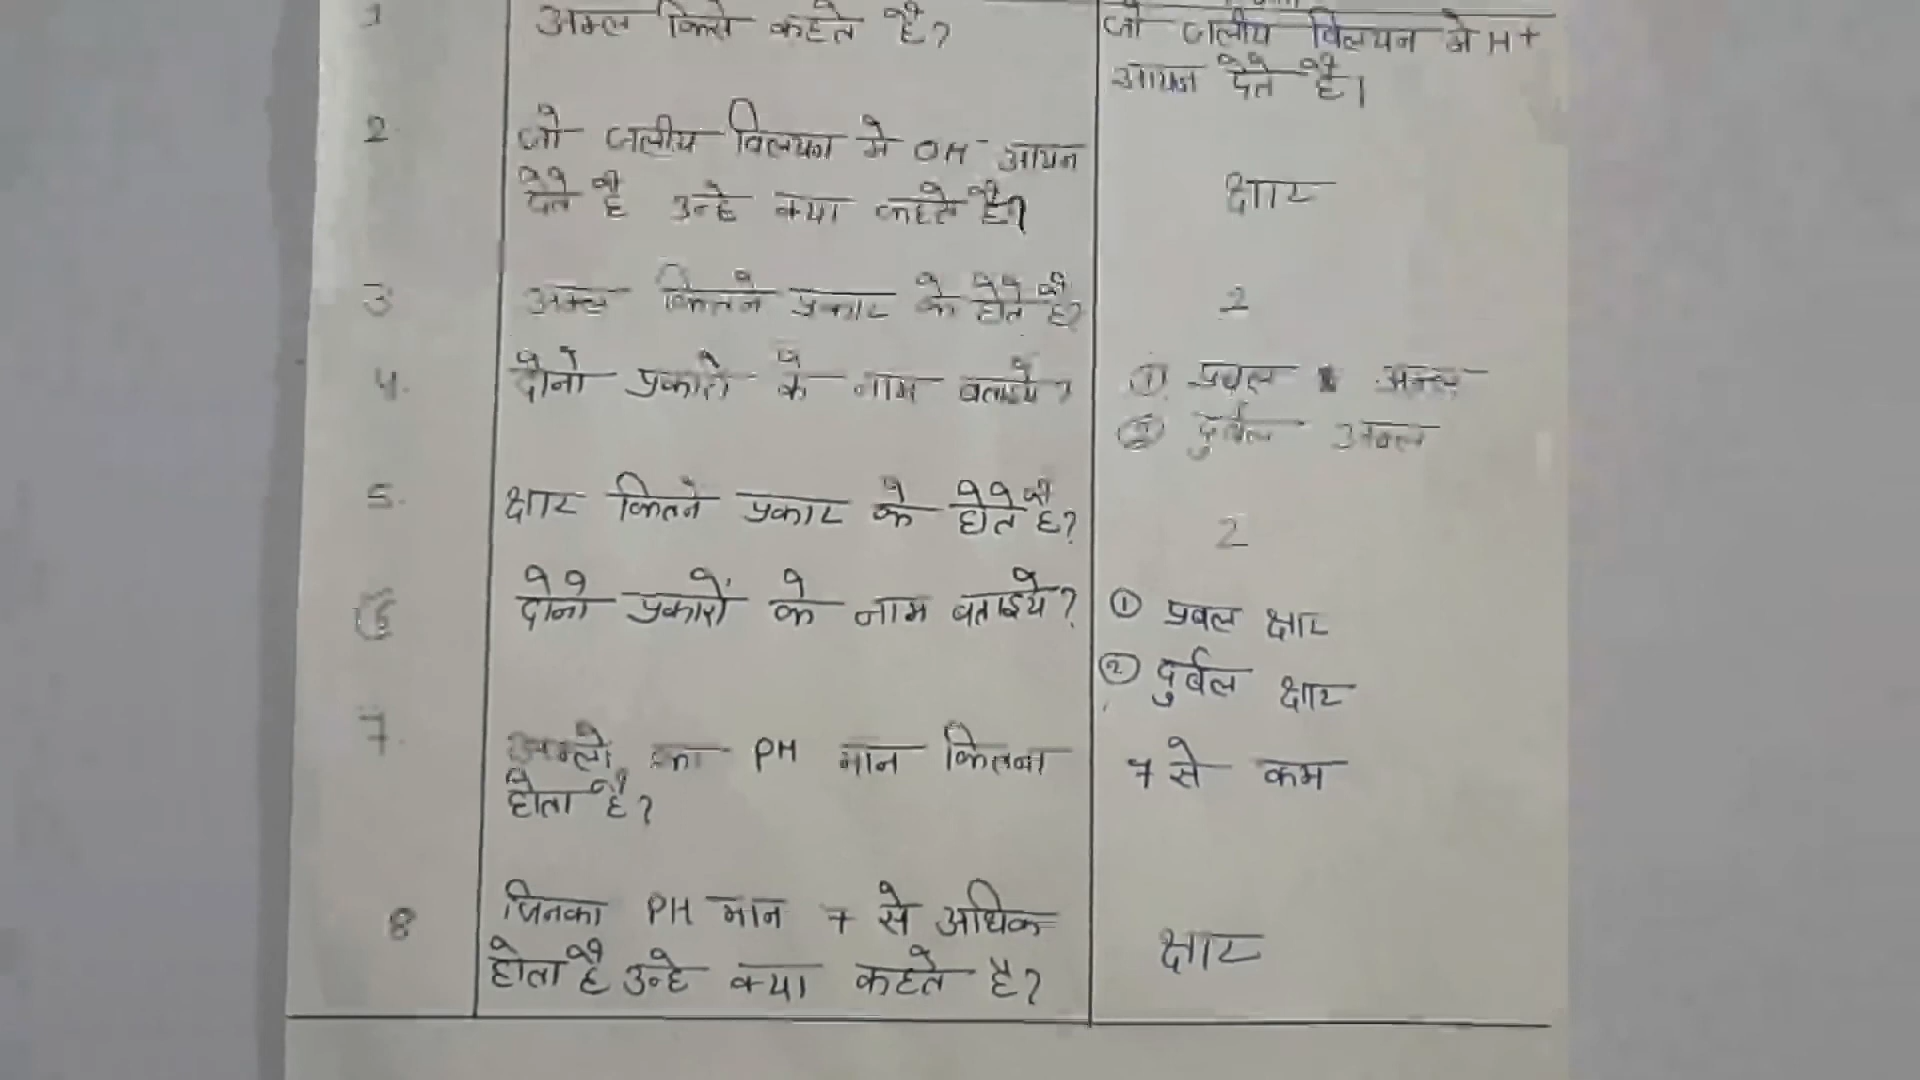 1 अम्ल किसे कहते है? जो जलीय विलयन मे H+
आयन देते है।
2. जो जलीय विलयन मे OH- आयन
देते है उन्हे क्या कहते है? क्षार
3. अम्ल कितने प्रकार के होते है? 2
4. दोनो प्रकारो के नाम बताइये? ① प्रबल अम्ल
② दुर्बल अम्ल
5. क्षार कितने प्रकार के होते है? 2
6 दोनो प्रकारों के नाम बताइये? ① प्रबल क्षार
② दुर्बल क्षार
7. अम्लो का PH मान कितना 7 से कम
होता है?
8 जिनका PH मान 7 से अधिक
होता है उन्हे क्या कहते है? क्षार